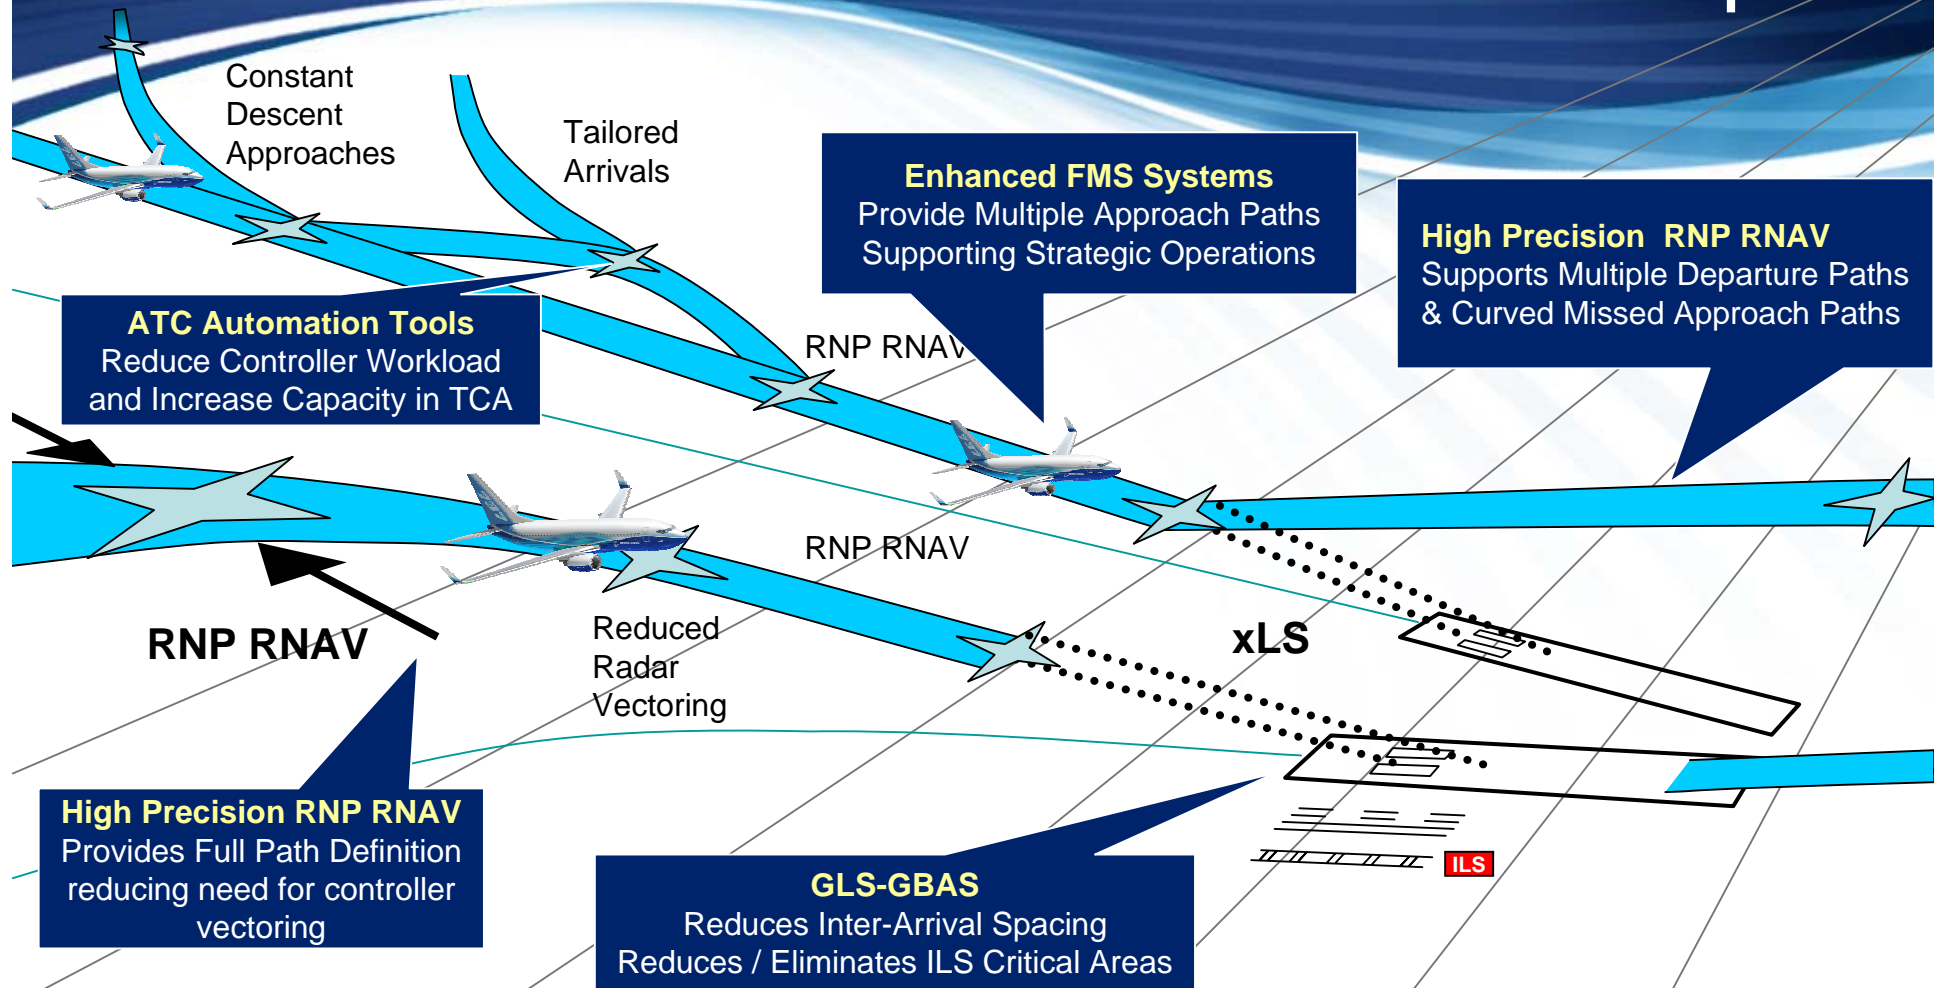 Constant
Descent
Approaches
Tailored
Arrivals
Enhanced FMS Systems
Provide Multiple Approach Paths
Supporting Strategic Operations
High Precision RNP RNAV
Supports Multiple Departure Paths
& Curved Missed Approach Paths
ATC Automation Tools
Reduce Controller Workload
and Increase Capacity in TCA
RNP RNAV
RNP RNAV
RNP RNAV
Reduced
Radar
Vectoring
xLS
High Precision RNP RNAV
Provides Full Path Definition
reducing need for controller
vectoring
GLS-GBAS
Reduces Inter-Arrival Spacing
Reduces / Eliminates ILS Critical Areas
ILS